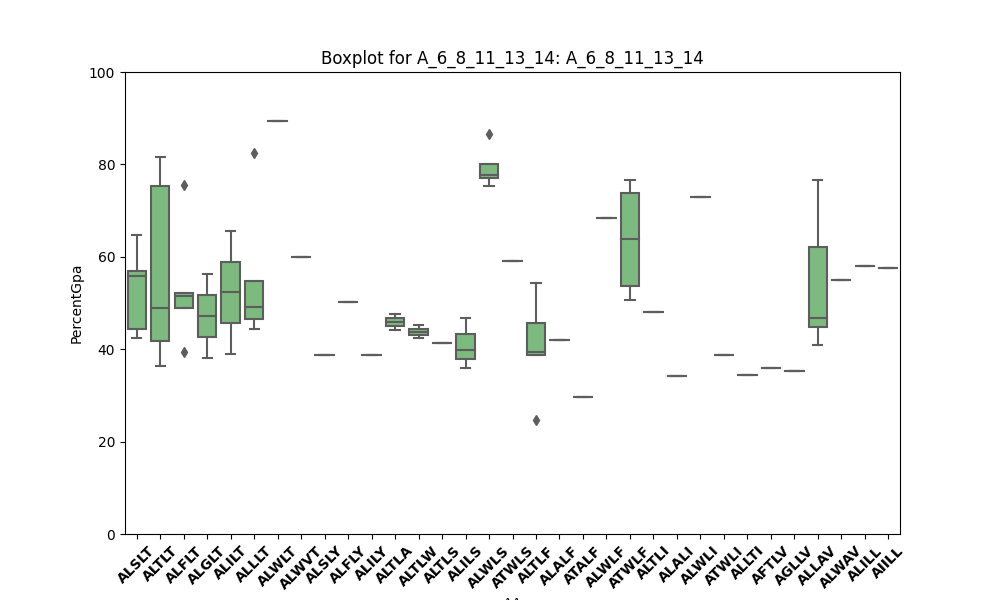 Boxplot for A_6_8_11_13_14: A_6_8_11_13_14
100
80
60
40
20
0
PercentGpa
ALSLT
ALTLT
ALFLT
ALGLT
ALILT
ALLLT
ALWLT
ALWVT
ALSLY
ALFLY
ALILY
ALTLA
ALTLW
ALTLS
ALILS
ALWLS
ATWLS
ALTLF
ALALF
ATALF
ALWLF
ATWLF
ALTLI
ALALI
ALWLI
ATWLI
ALLTI
AFTLV
AGLLV
ALLAV
ALWAV
ALILL
AIILL